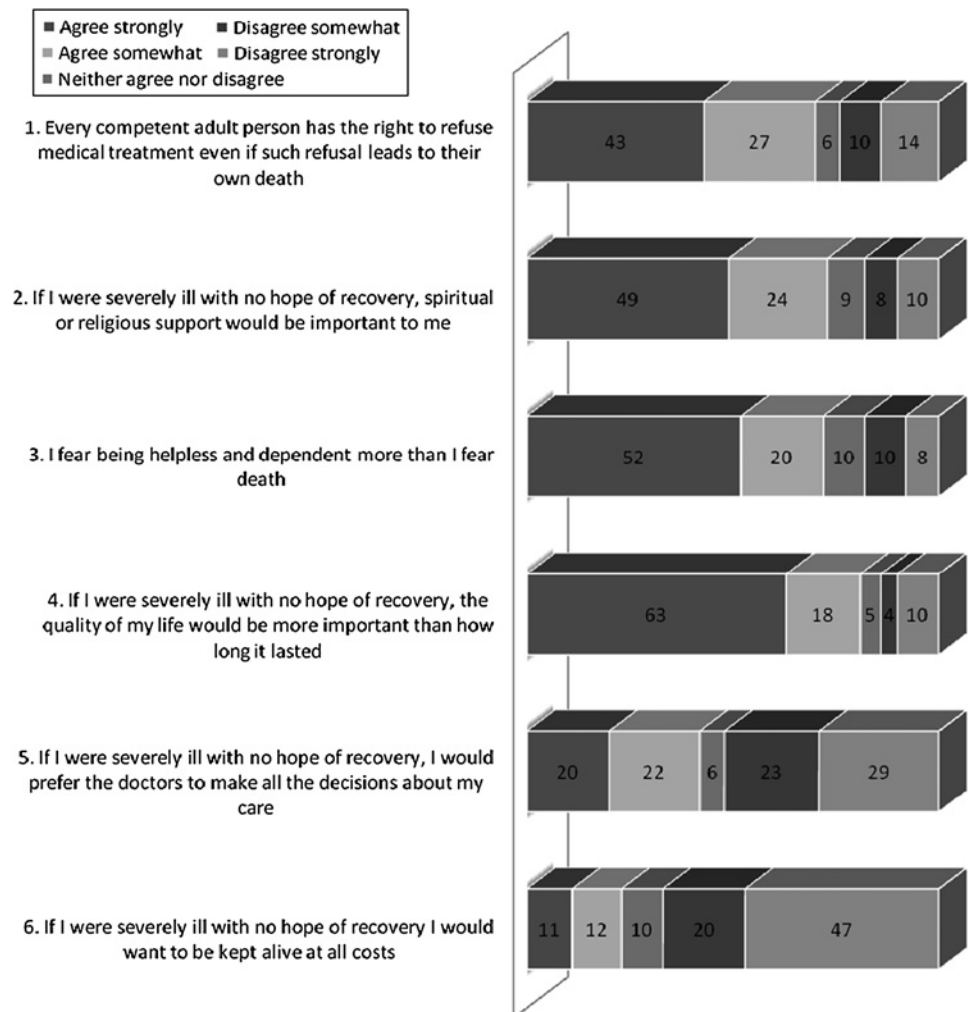 Agree strongly
Disagree somewhat
Agree somewhat
Disagree strongly
Neither agree nor disagree
1. Every competent adult person has the right to refuse
medical treatment even if such refusal leads to their
own death
43 27 6 10 14
2. If I were severely ill with no hope of recovery, spiritual
or religious support would be important to me
49 24 9 8 10
3. I fear being helpless and dependent more than I fear
death
52 20 10 10 8
4. If I were severely ill with no hope of recovery, the
quality of my life would be more important than how
long it lasted
63 18 5 4 10
5. If I were severely ill with no hope of recovery, I would
prefer the doctors to make all the decisions about my
care
20 22 6 23 29
6. If I were severely ill with no hope of recovery I would
want to be kept alive at all costs
11 12 10 20 47